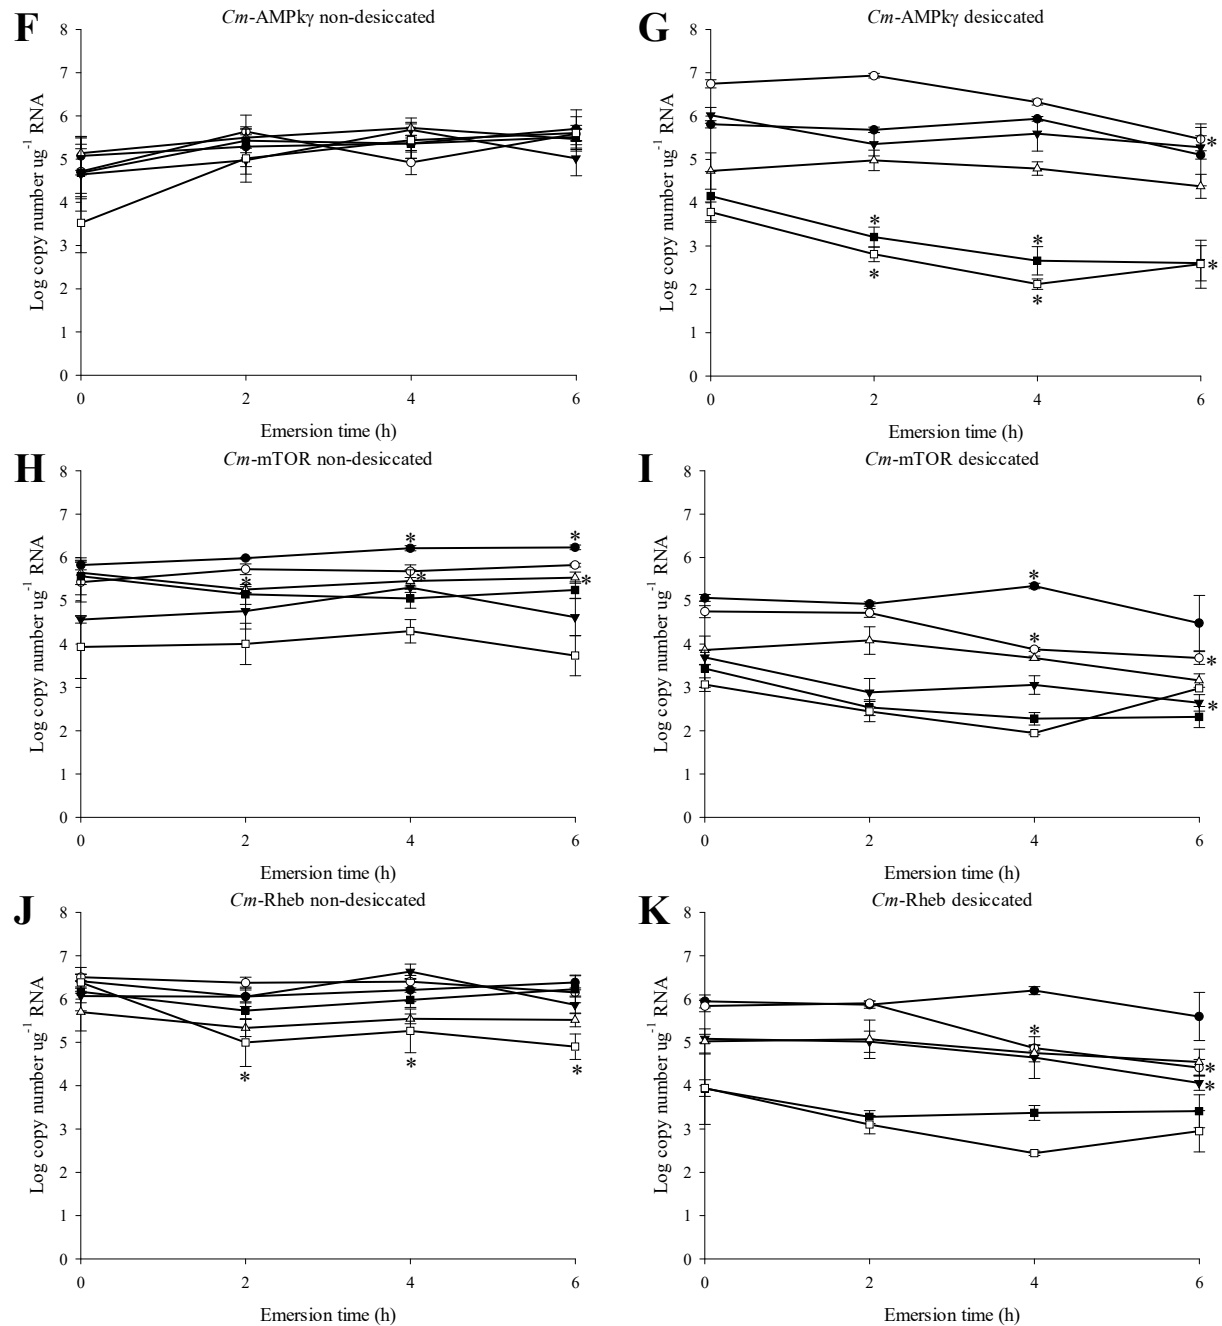 F
Cm-AMPkγ non-desiccated
8
7
6
5
4
3
2
1
0
Log copy number ug⁻¹ RNA
0 2 4 6
Emersion time (h)
G
Cm-AMPkγ desiccated
8
7
6
5
4
3
2
1
0
Log copy number ug⁻¹ RNA
* * * * * *
0 2 4 6
Emersion time (h)
H
Cm-mTOR non-desiccated
8
7
6
5
4
3
2
1
0
Log copy number ug⁻¹ RNA
* * * * *
0 2 4 6
Emersion time (h)
I
Cm-mTOR desiccated
8
7
6
5
4
3
2
1
0
Log copy number ug⁻¹ RNA
* * * *
0 2 4 6
Emersion time (h)
J
Cm-Rheb non-desiccated
8
7
6
5
4
3
2
1
0
Log copy number ug⁻¹ RNA
* * *
0 2 4 6
Emersion time (h)
K
Cm-Rheb desiccated
8
7
6
5
4
3
2
1
0
Log copy number ug⁻¹ RNA
* * *
0 2 4 6
Emersion time (h)